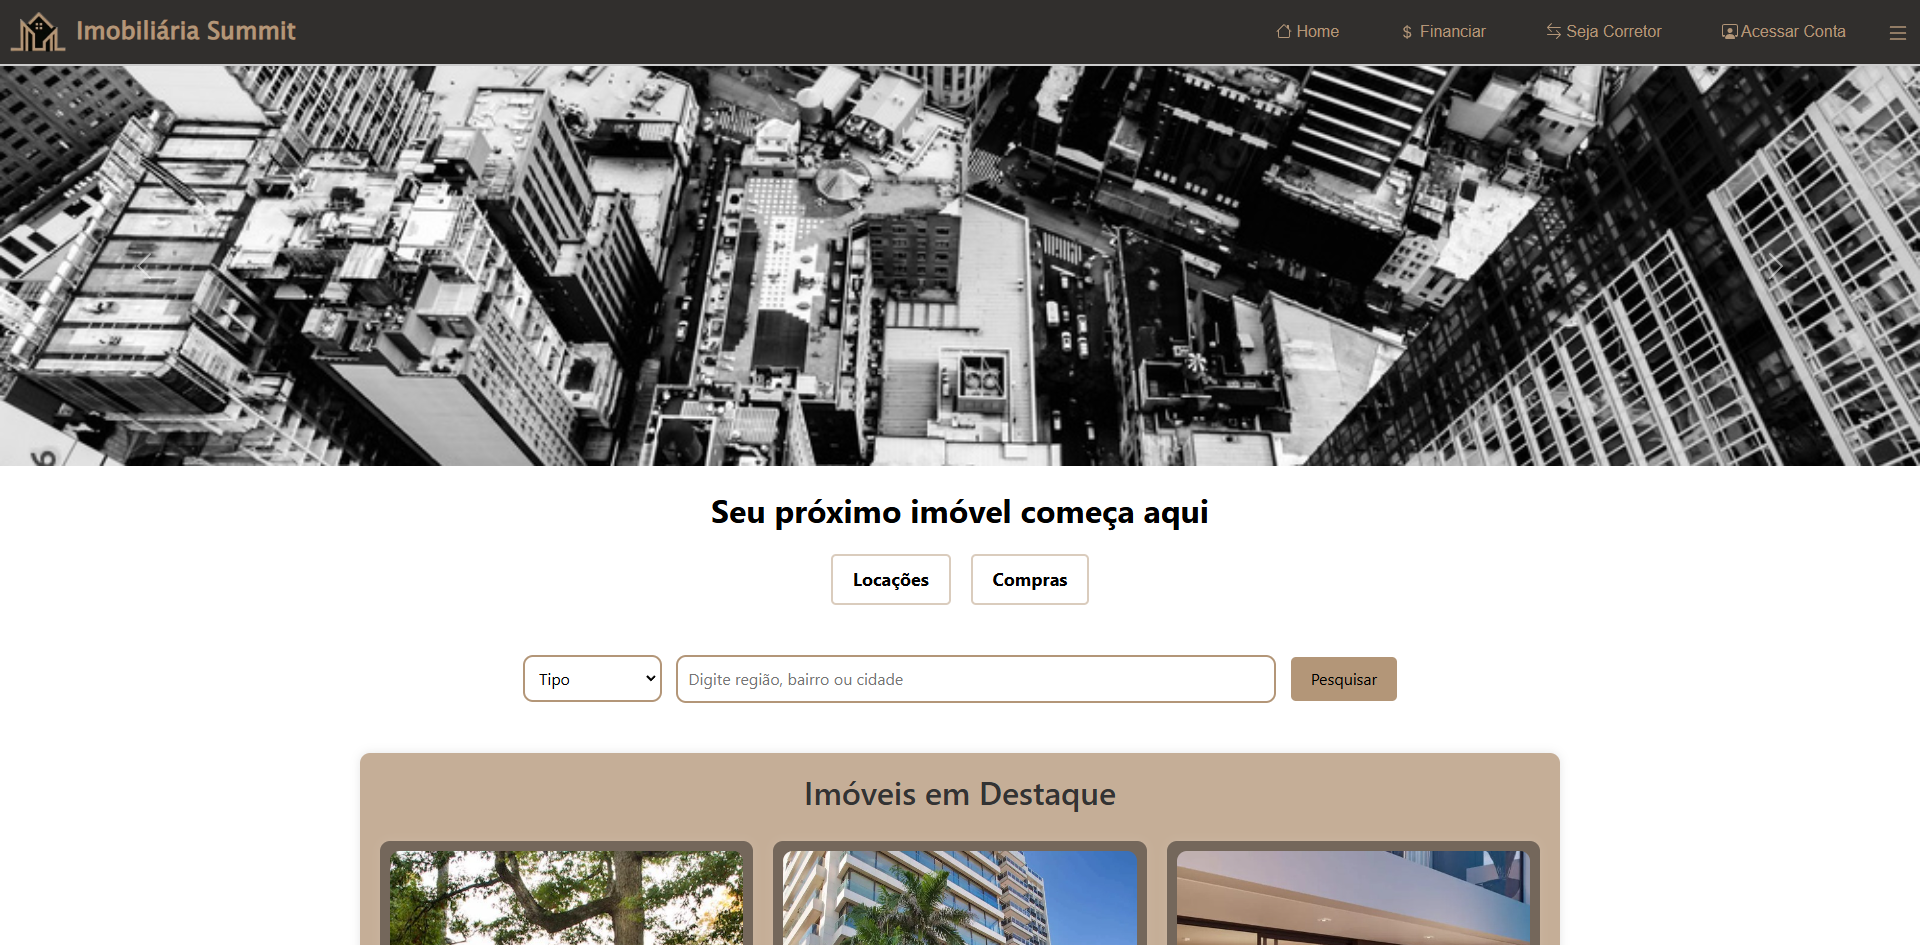 Imobiliária Summit
Home
$ Financiar
Seja Corretor
Acessar Conta
6
Seu próximo imóvel começa aqui
Locações
Compras
Tipo
Digite região, bairro ou cidade
Pesquisar
Imóveis em Destaque